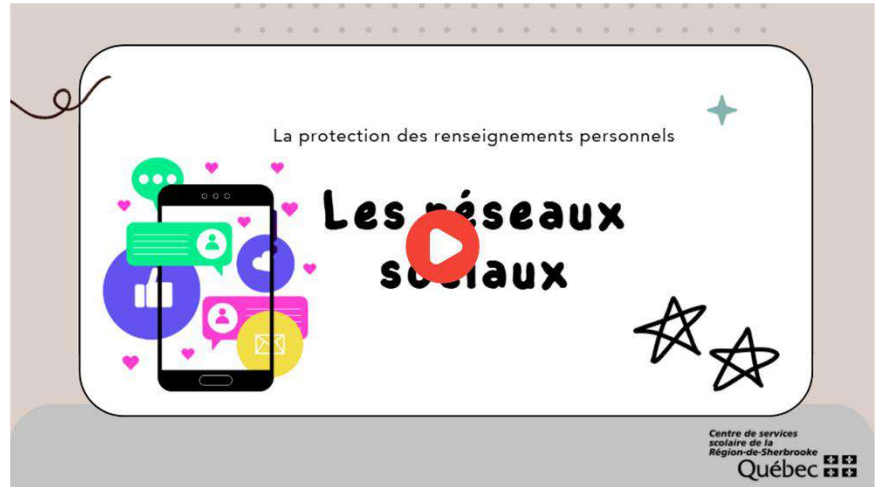 La protection des renseignements personnels
Les réseaux
sociaux
Centre de services
scolaire de la
Région-de-Sherbrooke
Québec